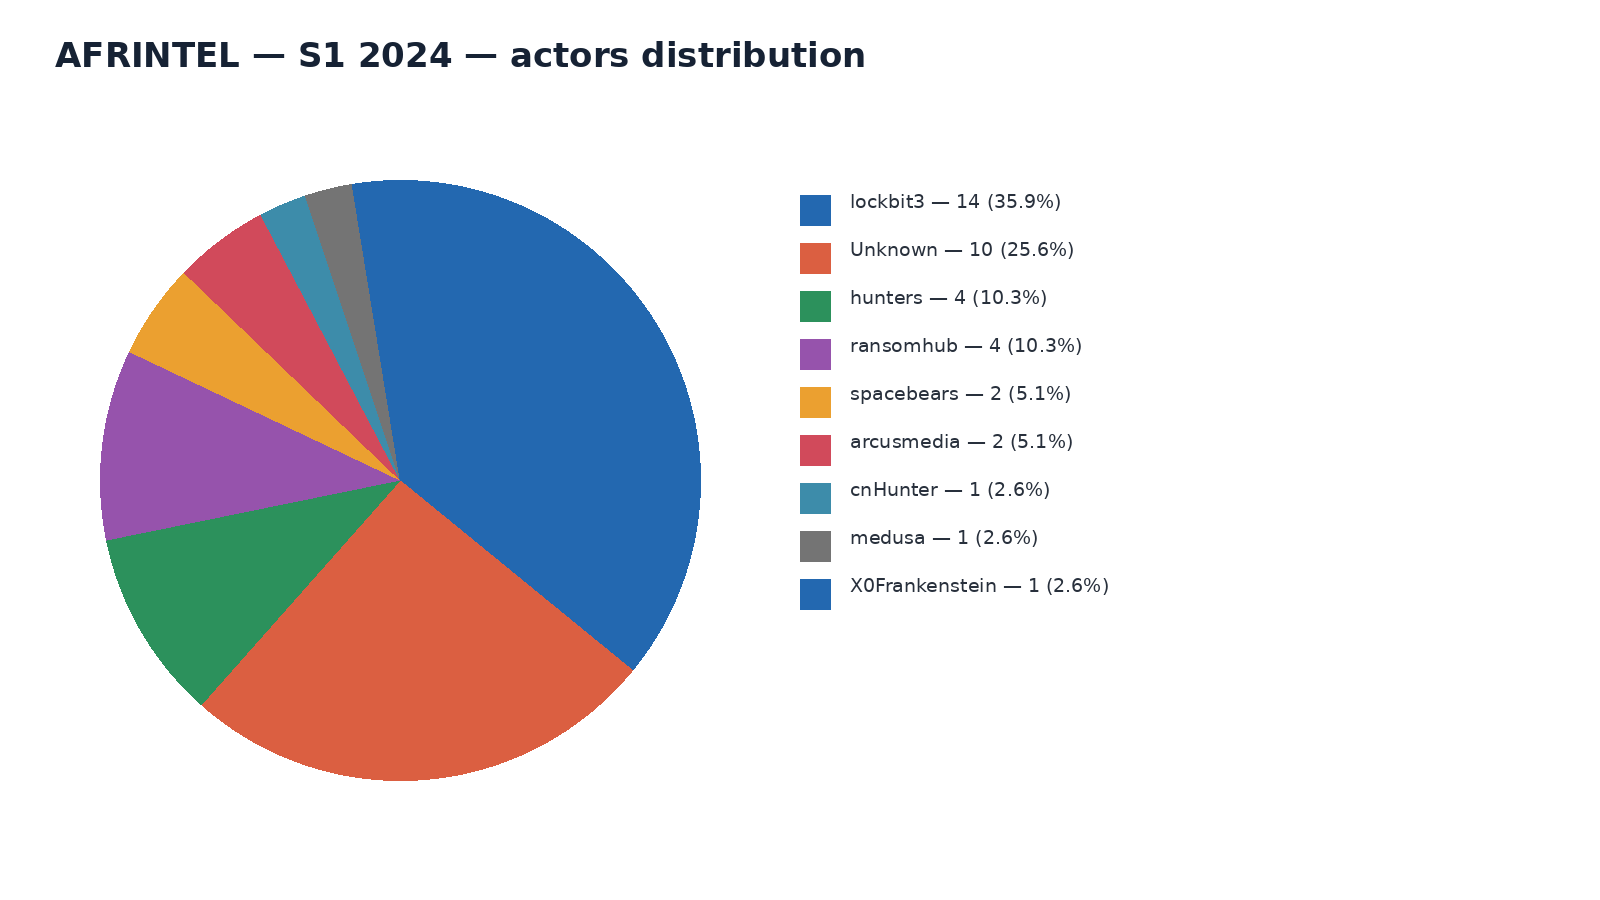 AFRINTEL — S1 2024 — actors distribution
lockbit3 — 14 (35.9%)
Unknown — 10 (25.6%)
hunters — 4 (10.3%)
ransomhub — 4 (10.3%)
spacebears — 2 (5.1%)
arcusmedia — 2 (5.1%)
cnHunter — 1 (2.6%)
medusa — 1 (2.6%)
X0Frankenstein — 1 (2.6%)